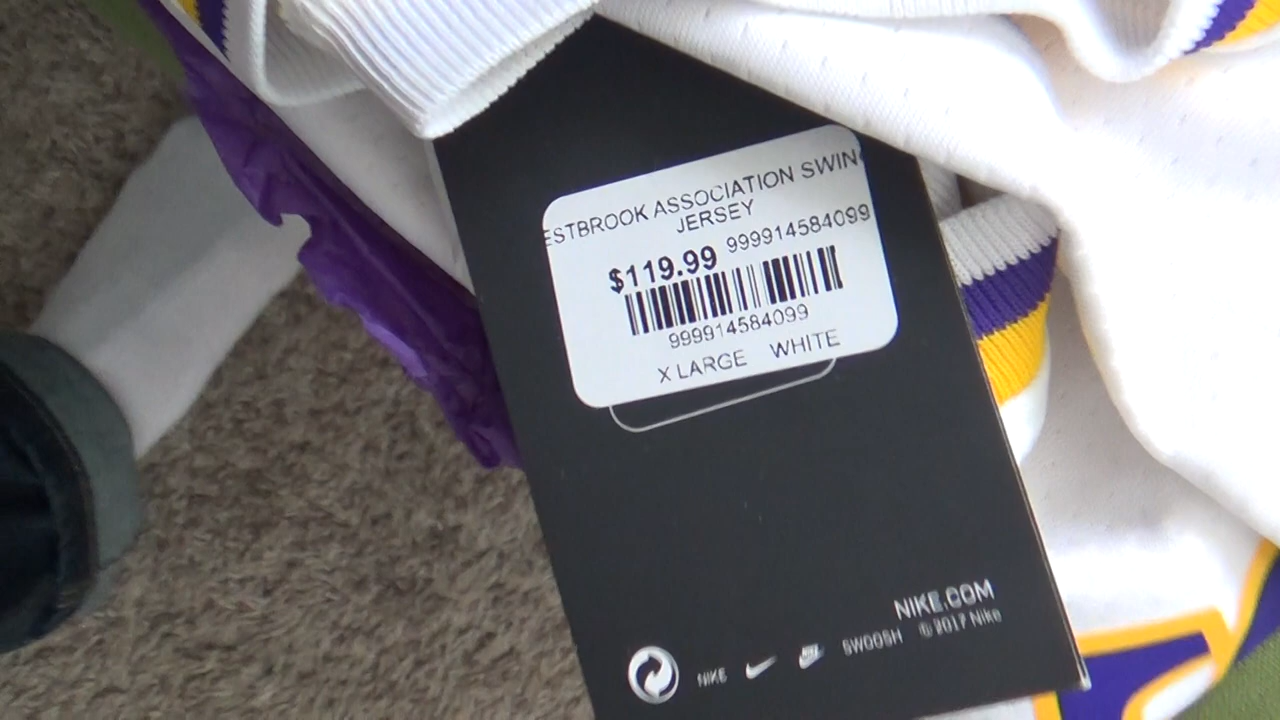 ESTBROOK ASSOCIATION SWIN
JERSEY
$119.99 999914584099
999914584099
X LARGE WHITE
NIKE.COM
NIKE SWOOSH © 2017 Nike